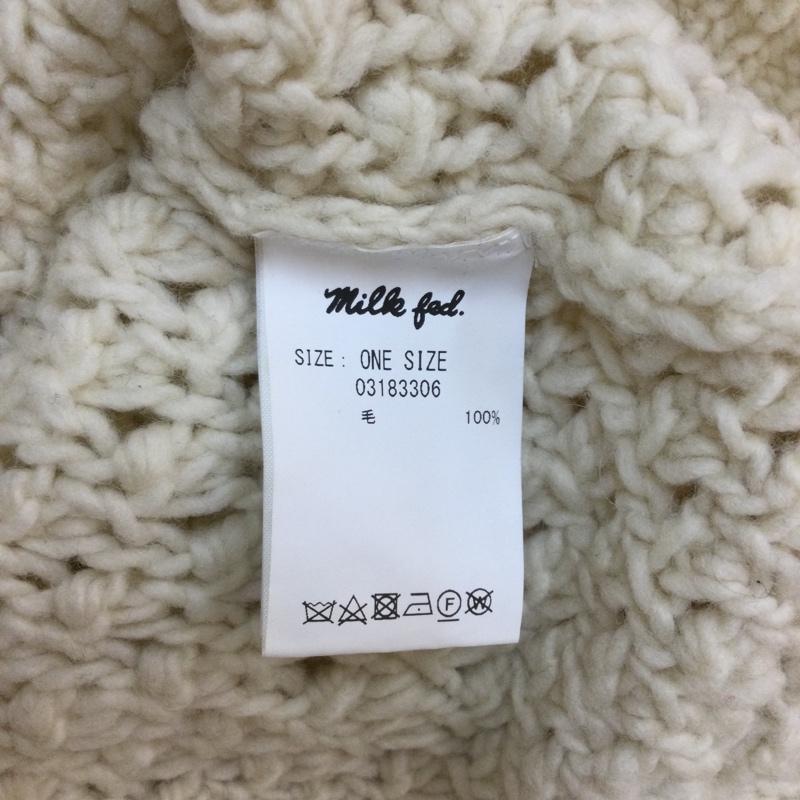 Milk fed.
SIZE : ONE SIZE
03183306
毛 100%
F W